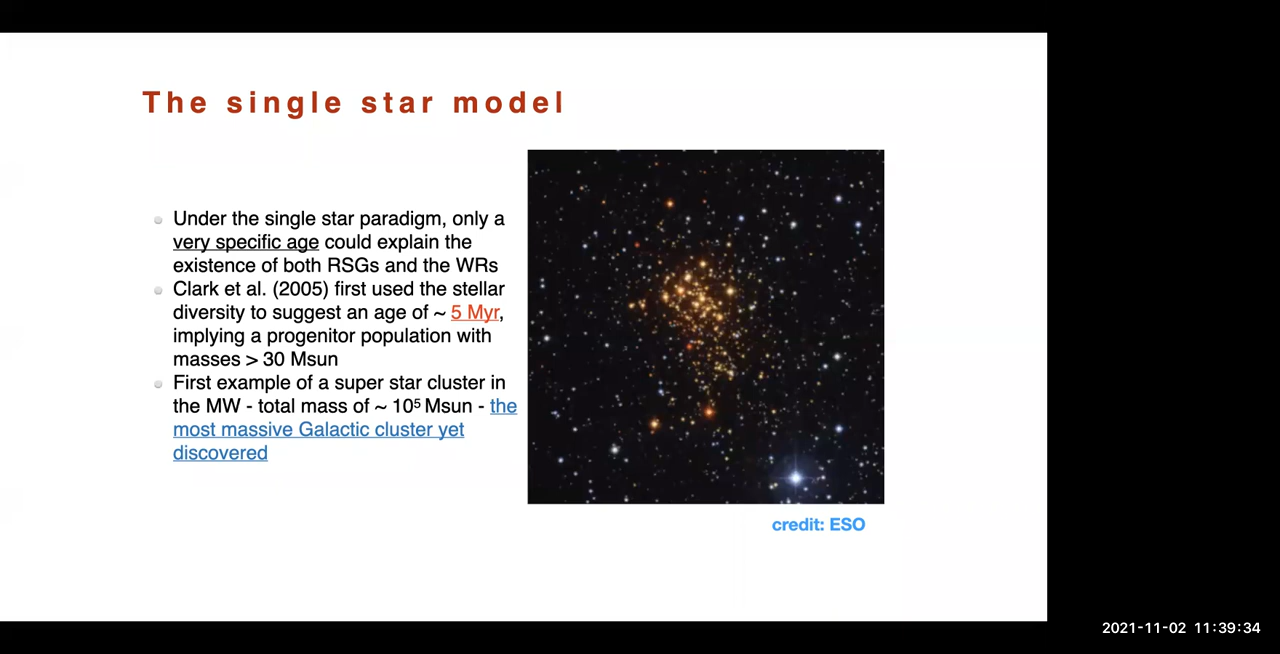 The single star model
Under the single star paradigm, only a
very specific age could explain the
existence of both RSGs and the WRs
Clark et al. (2005) first used the stellar
diversity to suggest an age of ~ 5 Myr,
implying a progenitor population with
masses > 30 Msun
First example of a super star cluster in
the MW - total mass of ~ 10⁵ Msun - the
most massive Galactic cluster yet
discovered
credit: ESO
2021-11-02 11:39:34